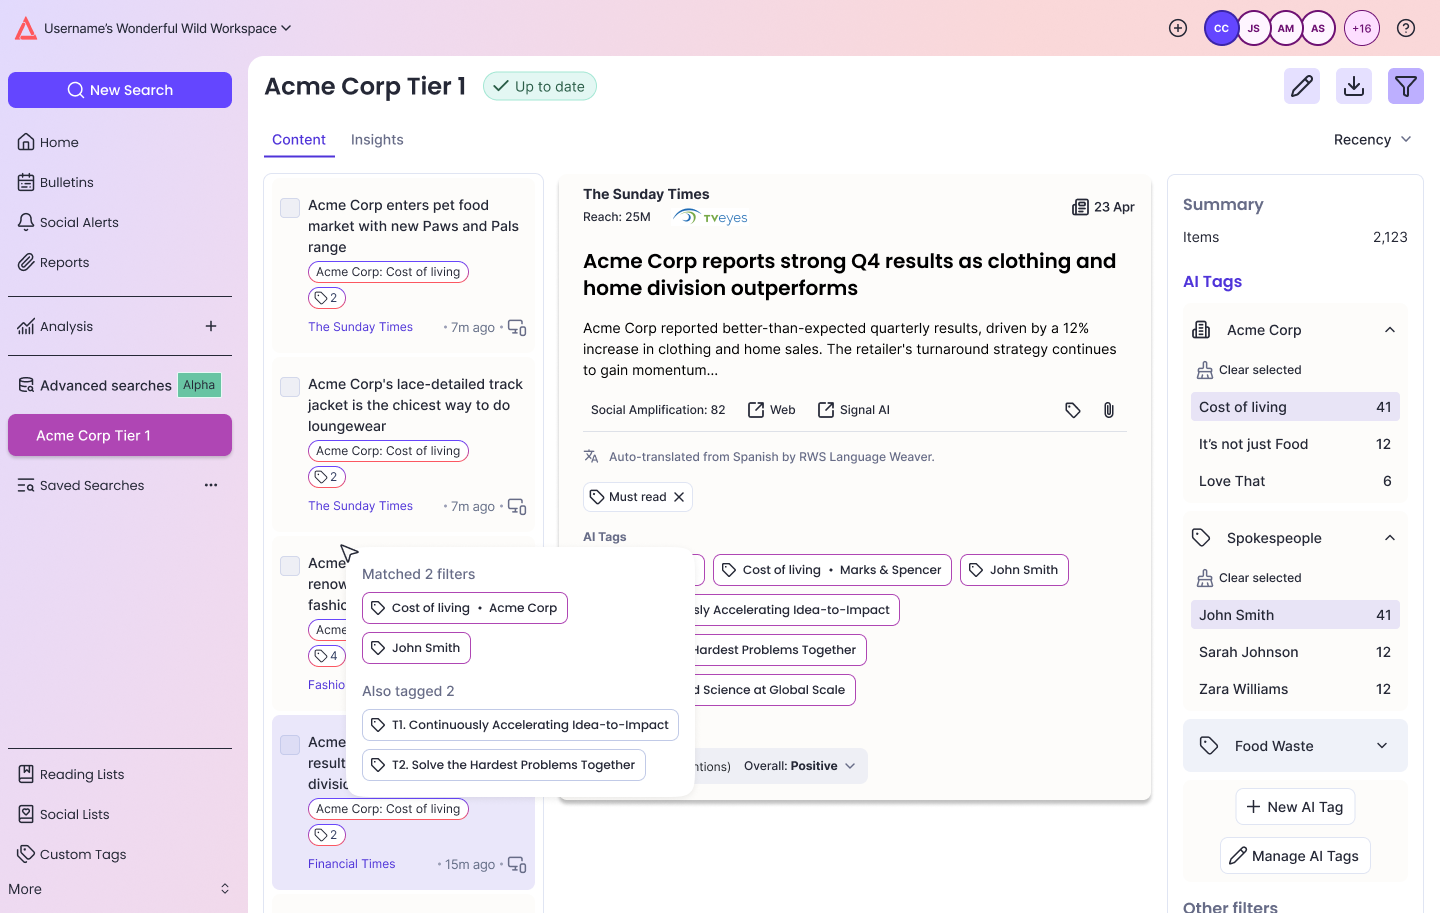 Username's Wonderful Wild Workspace
CC
JS
AM
AS
+16
New Search
Home
Bulletins
Social Alerts
Reports
Analysis
Advanced searches
Alpha
Acme Corp Tier 1
Saved Searches
Reading Lists
Social Lists
Custom Tags
More
Acme Corp Tier 1
Up to date
Content
Insights
Recency
Acme Corp enters pet food
market with new Paws and Pals
range
Acme Corp: Cost of living
2
The Sunday Times
• 7m ago •
Acme Corp's lace-detailed track
jacket is the chicest way to do
loungewear
Acme Corp: Cost of living
2
The Sunday Times
• 7m ago •
Acme
renow
fashio
Acme
4
Fashio
Acme
result
divisio
Acme Corp: Cost of living
2
Financial Times
• 15m ago •
Matched 2 filters
Cost of living • Acme Corp
John Smith
Also tagged 2
T1. Continuously Accelerating Idea-to-Impact
T2. Solve the Hardest Problems Together
The Sunday Times
Reach: 25M
TVeyes
23 Apr
Acme Corp reports strong Q4 results as clothing and
home division outperforms
Acme Corp reported better-than-expected quarterly results, driven by a 12%
increase in clothing and home sales. The retailer's turnaround strategy continues
to gain momentum...
Social Amplification: 82
Web
Signal AI
Auto-translated from Spanish by RWS Language Weaver.
Must read
AI Tags
Cost of living • Marks & Spencer
John Smith
sly Accelerating Idea-to-Impact
Hardest Problems Together
d Science at Global Scale
ntions)
Overall: Positive
Summary
Items 2,123
AI Tags
Acme Corp
Clear selected
Cost of living 41
It's not just Food 12
Love That 6
Spokespeople
Clear selected
John Smith 41
Sarah Johnson 12
Zara Williams 12
Food Waste
New AI Tag
Manage AI Tags
Other filters